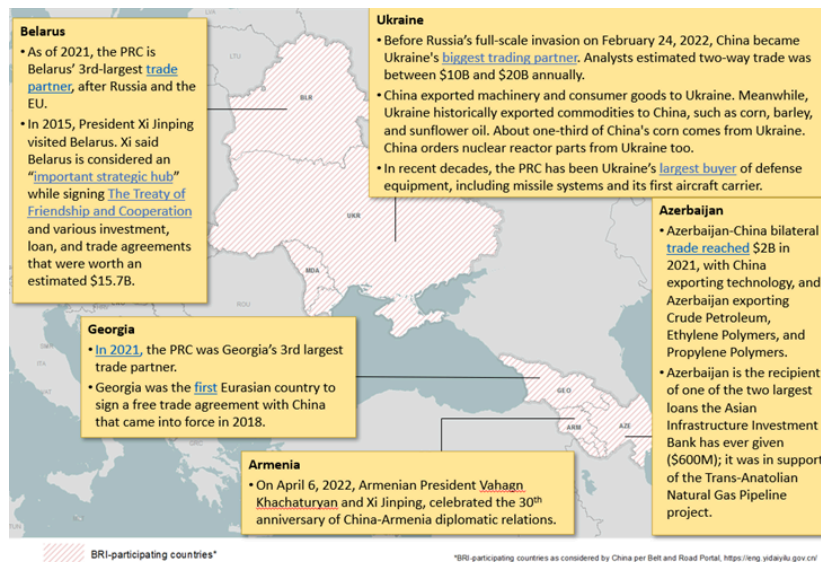 Belarus
• As of 2021, the PRC is
Belarus' 3rd-largest trade
partner, after Russia and the
EU.
• In 2015, President Xi Jinping
visited Belarus. Xi said
Belarus is considered an
"important strategic hub"
while signing The Treaty of
Friendship and Cooperation
and various investment,
loan, and trade agreements
that were worth an
estimated $15.7B.
Ukraine
• Before Russia's full-scale invasion on February 24, 2022, China became
Ukraine's biggest trading partner. Analysts estimated two-way trade was
between $10B and $20B annually.
• China exported machinery and consumer goods to Ukraine. Meanwhile,
Ukraine historically exported commodities to China, such as corn, barley,
and sunflower oil. About one-third of China's corn comes from Ukraine.
China orders nuclear reactor parts from Ukraine too.
• In recent decades, the PRC has been Ukraine's largest buyer of defense
equipment, including missile systems and its first aircraft carrier.
Azerbaijan
• Azerbaijan-China bilateral
trade reached $2B in
2021, with China
exporting technology, and
Azerbaijan exporting
Crude Petroleum,
Ethylene Polymers, and
Propylene Polymers.
• Azerbaijan is the recipient
of one of the two largest
loans the Asian
Infrastructure Investment
Bank has ever given
($600M); it was in support
of the Trans-Anatolian
Natural Gas Pipeline
project.
Georgia
• In 2021, the PRC was Georgia's 3rd largest
trade partner.
• Georgia was the first Eurasian country to
sign a free trade agreement with China
that came into force in 2018.
Armenia
• On April 6, 2022, Armenian President Vahagn
Khachaturyan and Xi Jinping, celebrated the 30th
anniversary of China-Armenia diplomatic relations.
LTU
BLR
UKR
MDA
ROU
GEO
ARM
AZE
BRI-participating countries*
*BRI-participating countries as considered by China per Belt and Road Portal, https://eng.yidaiyilu.gov.cn/